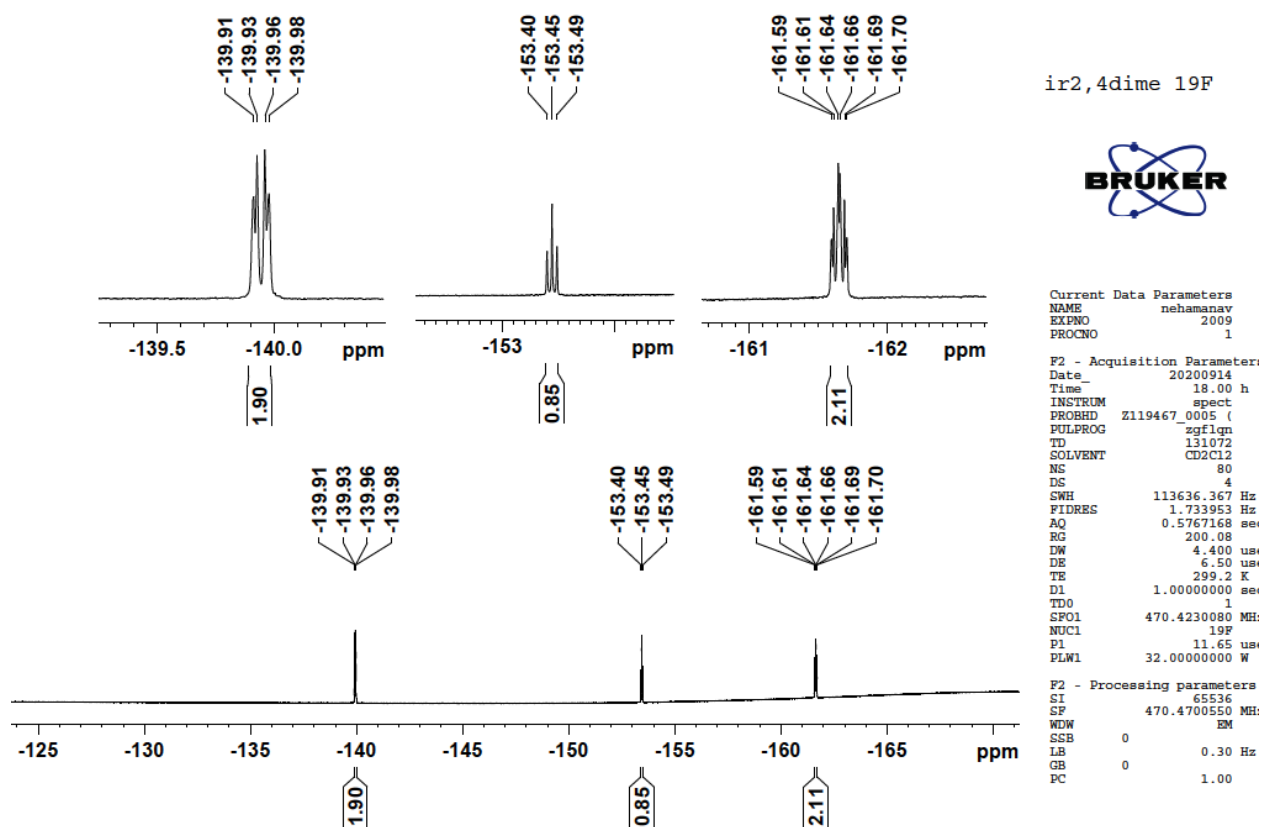 -139.91
-139.93
-139.96
-139.98
-153.40
-153.45
-153.49
-161.59
-161.61
-161.64
-161.66
-161.69
-161.70
ir2,4dime 19F
BRUKER
-139.5 -140.0 ppm
-153 ppm
-161 -162 ppm
1.90
0.85
2.11
-139.91
-139.93
-139.96
-139.98
-153.40
-153.45
-153.49
-161.59
-161.61
-161.64
-161.66
-161.69
-161.70
-125 -130 -135 -140 -145 -150 -155 -160 -165 ppm
1.90
0.85
2.11
Current Data Parameters
NAME nehamanav
EXPNO 2009
PROCNO 1
F2 - Acquisition Parameters
Date_ 20200914
Time 18.00 h
INSTRUM spect
PROBHD Z119467_0005 (
PULPROG zgflqn
TD 131072
SOLVENT CD2Cl2
NS 80
DS 4
SWH 113636.367 Hz
FIDRES 1.733953 Hz
AQ 0.5767168 sec
RG 200.08
DW 4.400 use
DE 6.50 use
TE 299.2 K
D1 1.00000000 sec
TD0 1
SFO1 470.4230080 MHz
NUC1 19F
P1 11.65 use
PLW1 32.00000000 W
F2 - Processing parameters
SI 65536
SF 470.4700550 MHz
WDW EM
SSB 0
LB 0.30 Hz
GB 0
PC 1.00